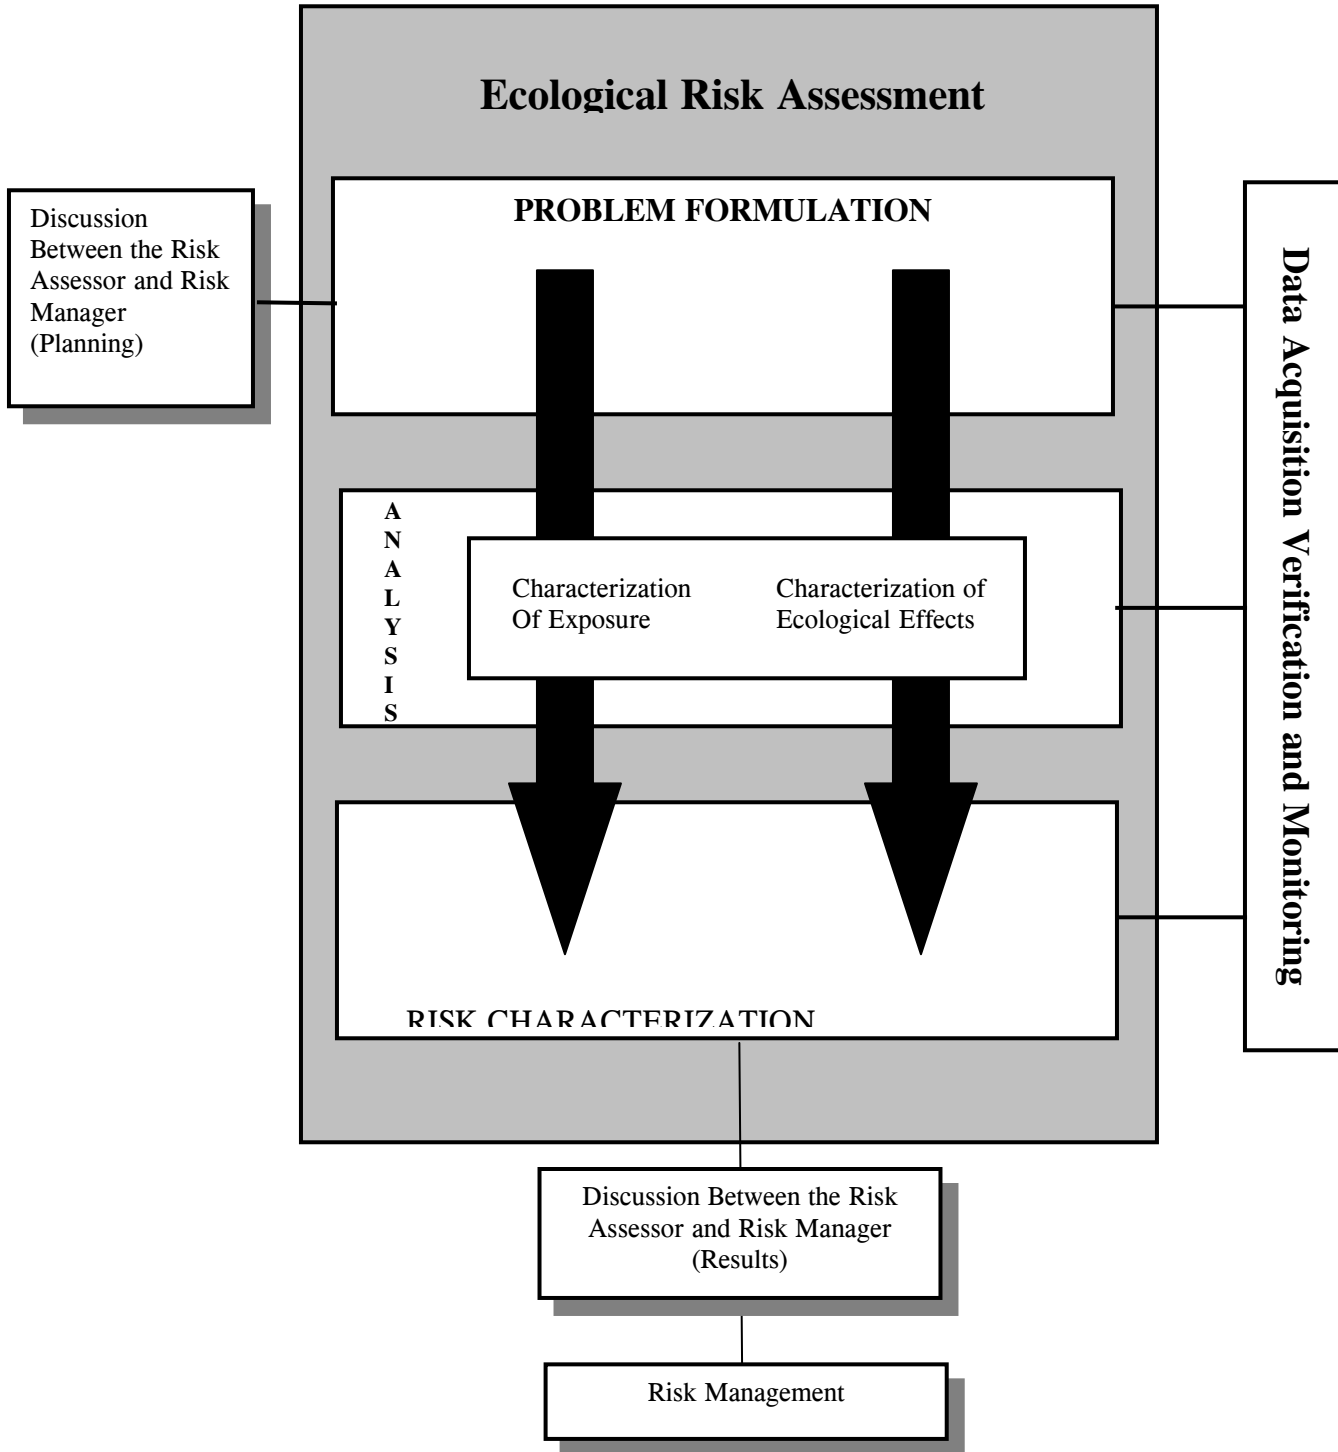 Ecological Risk Assessment
PROBLEM FORMULATION
Discussion
Between the Risk
Assessor and Risk
Manager
(Planning)
Data Acquisition Verification and Monitoring
A
N
A
L
Y
S
I
S
Characterization
Of Exposure
Characterization of
Ecological Effects
RISK CHARACTERIZATION
Discussion Between the Risk
Assessor and Risk Manager
(Results)
Risk Management